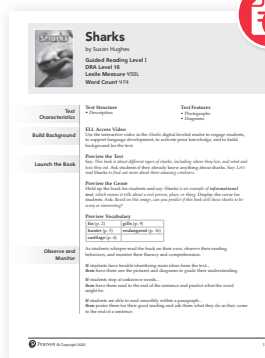 Sharks
Sharks
by Susan Hughes
Guided Reading Level I
DRA Level 16
Lexile Measure 450L
Word Count 474
Text Characteristics
Text Structure
• Description
Text Features
• Photographs
• Diagrams
Build Background
ELL Access Video
Use the interactive video in the Sharks digital leveled reader to engage students, to support language development, to activate prior knowledge, and to build background for the text.
Launch the Book
Preview the Text
Say: This book is about different types of sharks, including where they live, and what and how they eat. Ask students if they already know anything about sharks. Say: Let's read Sharks to find out more about these amazing creatures.
Preview the Genre
Hold up the book for students and say: Sharks is an example of informational text, which means it tells about a real person, place, or thing. Display the cover for students. Ask: Based on this image, can you predict if this book will show sharks to be scary or interesting?
Preview Vocabulary
fin (p. 2)
gills (p. 9)
hunter (p. 5)
endangered (p. 16)
cartilage (p. 6)
Observe and Monitor
As students whisper-read the book on their own, observe their reading behaviors, and monitor their fluency and comprehension.
If students have trouble identifying main ideas from the text...
then have them use the pictures and diagrams to guide their understanding.
If students stop at unknown words...
then have them read to the end of the sentence and predict what the word might be.
If students are able to read smoothly within a paragraph...
then praise them for their good reading and ask them what they do as they come to the end of a sentence.
PEARSON © Copyright 2020
1